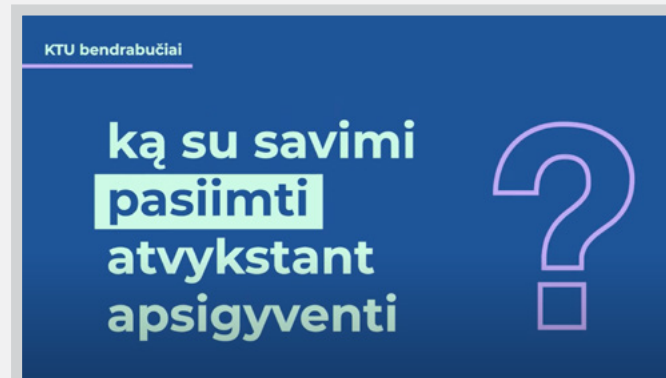 KTU bendrabučiai
ką su savimi
pasiimti
atvykstant
apsigyventi
?